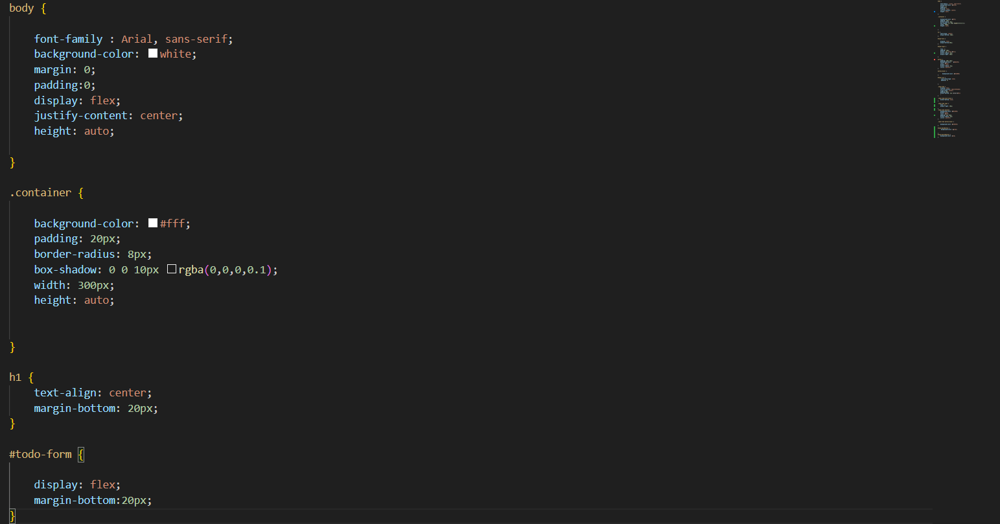 body {
font-family : Arial, sans-serif;
background-color: white;
margin: 0;
padding:0;
display: flex;
justify-content: center;
height: auto;
}
.container {
background-color: #fff;
padding: 20px;
border-radius: 8px;
box-shadow: 0 0 10px rgba(0,0,0,0.1);
width: 300px;
height: auto;
}
h1 {
text-align: center;
margin-bottom: 20px;
}
#todo-form {
display: flex;
margin-bottom:20px;
}